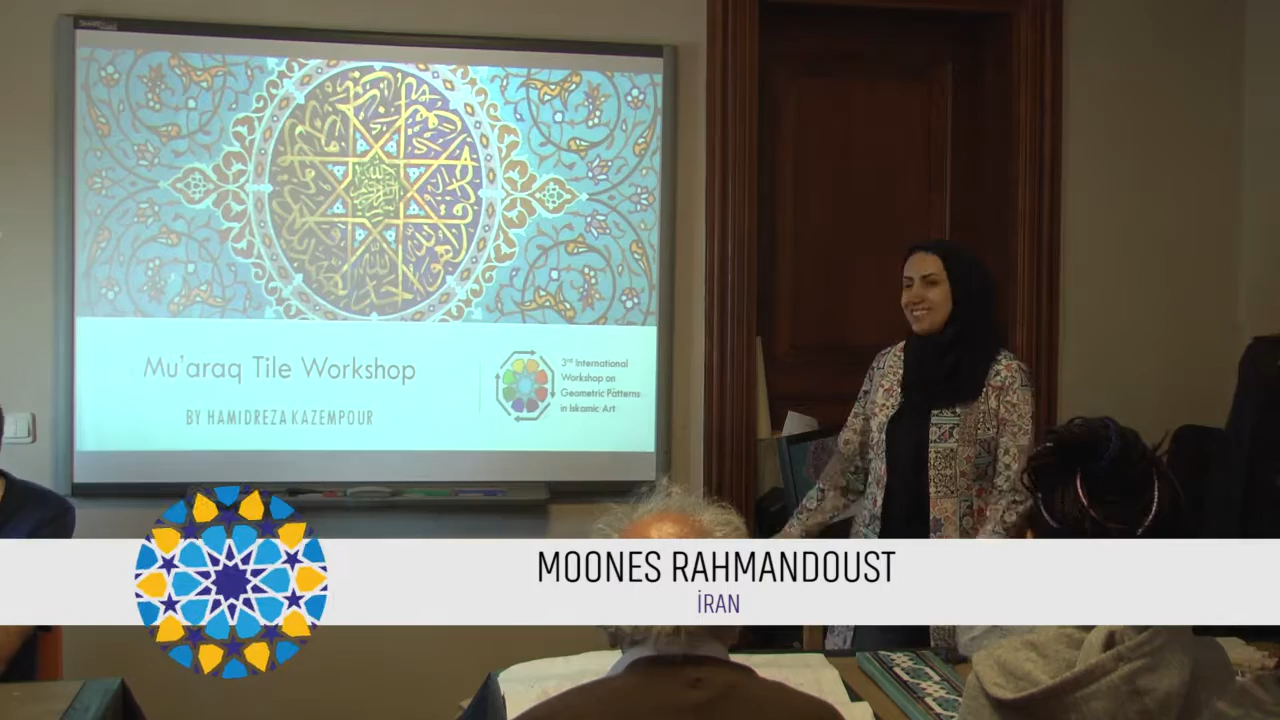 Mu'araq Tile Workshop
BY HAMIDREZA KAZEMPOUR
3rd International
Workshop on
Geometric Patterns
in Islamic Art
MOONES RAHMANDOUST
İRAN